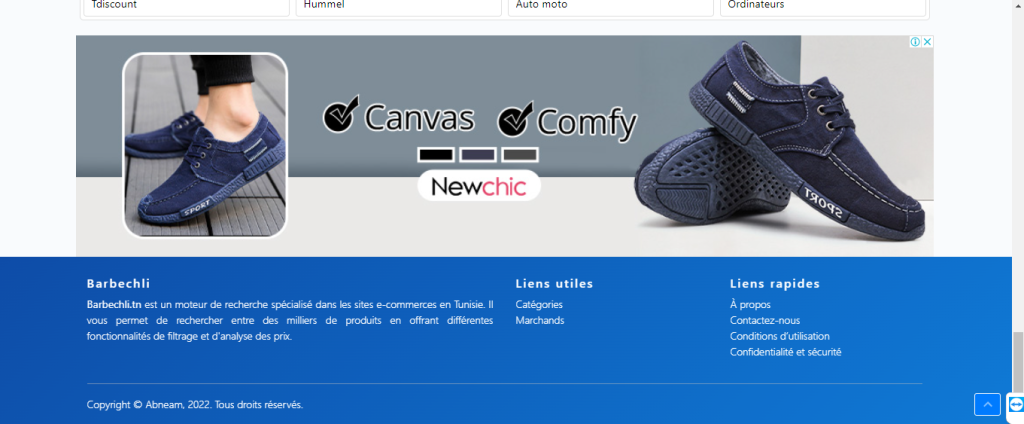 Tdiscount
Hummel
Auto moto
Ordinateurs
Canvas
Comfy
Newchic
SPORT
SPORT
Barbechli
Barbechli.tn est un moteur de recherche spécialisé dans les sites e-commerces en Tunisie. Il
vous permet de rechercher entre des milliers de produits en offrant différentes
fonctionnalités de filtrage et d'analyse des prix.
Liens utiles
Catégories
Marchands
Liens rapides
À propos
Contactez-nous
Conditions d'utilisation
Confidentialité et sécurité
Copyright © Abneam, 2022. Tous droits réservés.